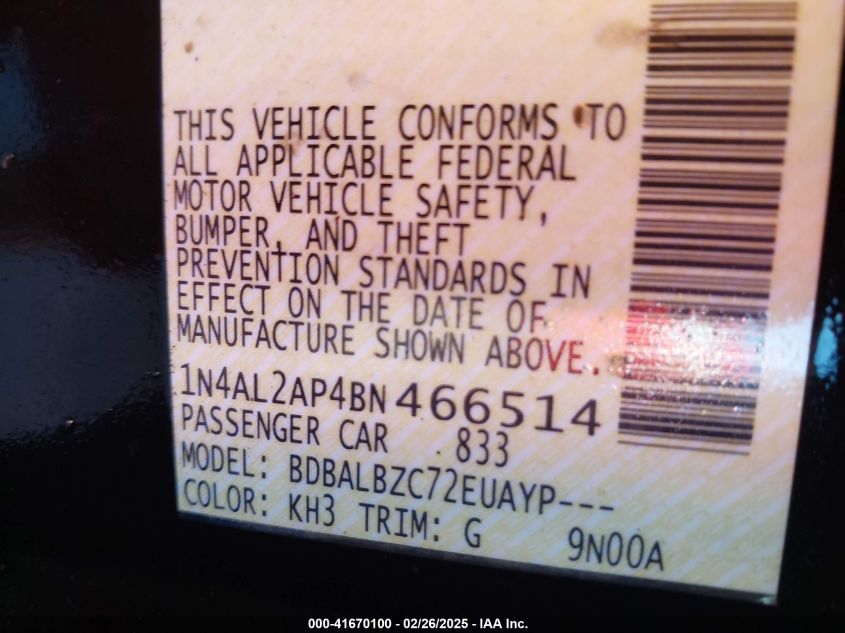 THIS VEHICLE CONFORMS TO
ALL APPLICABLE FEDERAL
MOTOR VEHICLE SAFETY,
BUMPER, AND THEFT
PREVENTION STANDARDS IN
EFFECT ON THE DATE OF
MANUFACTURE SHOWN ABOVE.
1N4AL2AP4BN466514
PASSENGER CAR 833
MODEL: BDBALBZC72EUAYP---
COLOR: KH3 TRIM: G 9N00A
000-41670100 - 02/26/2025 - IAA Inc.